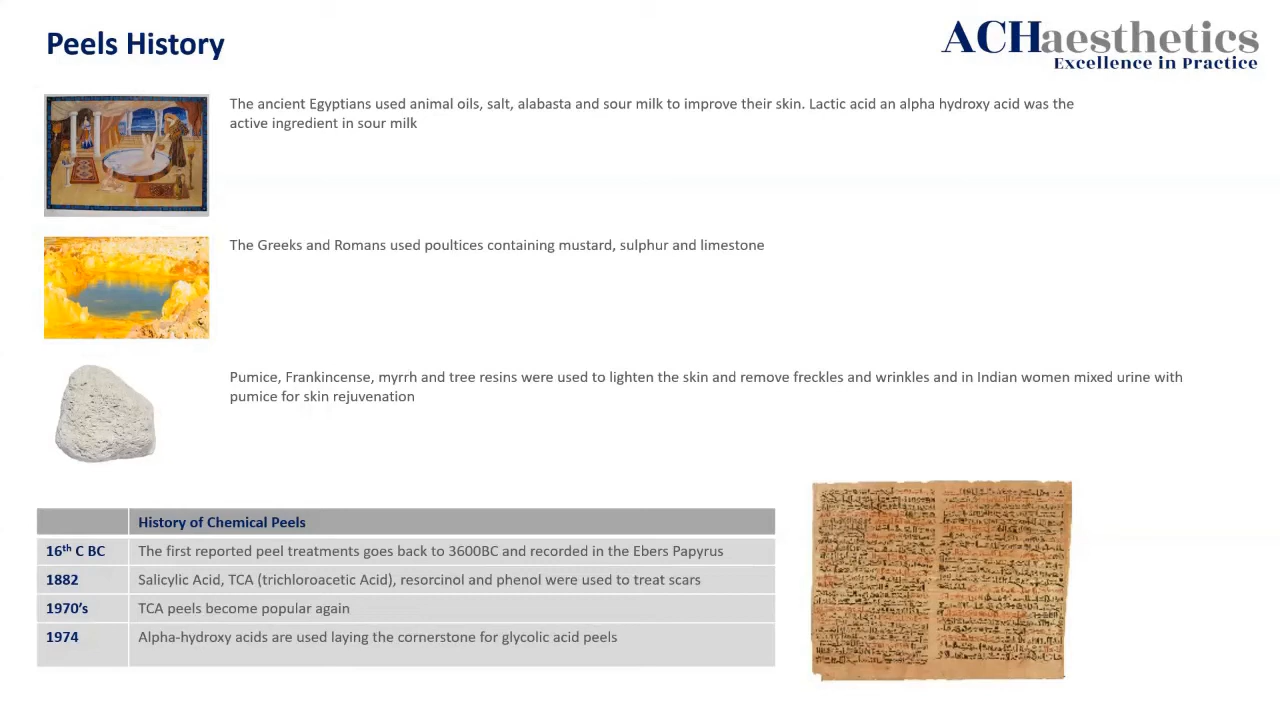 Peels History
ACHaesthetics
Excellence in Practice
The ancient Egyptians used animal oils, salt, alabasta and sour milk to improve their skin. Lactic acid an alpha hydroxy acid was the
active ingredient in sour milk
The Greeks and Romans used poultices containing mustard, sulphur and limestone
Pumice, Frankincense, myrrh and tree resins were used to lighten the skin and remove freckles and wrinkles and in Indian women mixed urine with
pumice for skin rejuvenation
History of Chemical Peels
16th C BC The first reported peel treatments goes back to 3600BC and recorded in the Ebers Papyrus
1882 Salicylic Acid, TCA (trichloroacetic Acid), resorcinol and phenol were used to treat scars
1970’s TCA peels become popular again
1974 Alpha-hydroxy acids are used laying the cornerstone for glycolic acid peels